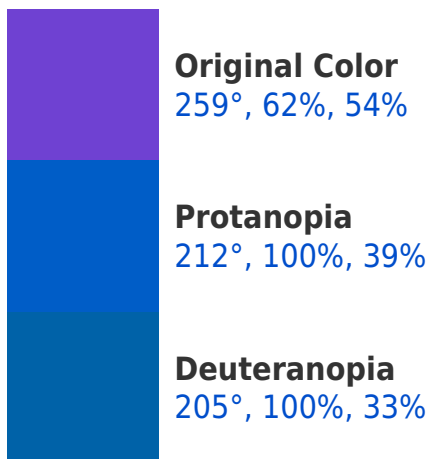 Original Color
259°, 62%, 54%
Protanopia
212°, 100%, 39%
Deuteranopia
205°, 100%, 33%